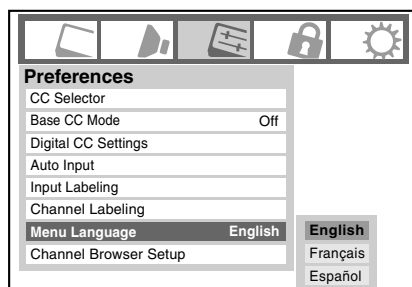 Preferences
CC Selector
Base CC Mode Off
Digital CC Settings
Auto Input
Input Labeling
Channel Labeling
Menu Language English English
Channel Browser Setup Français
Español